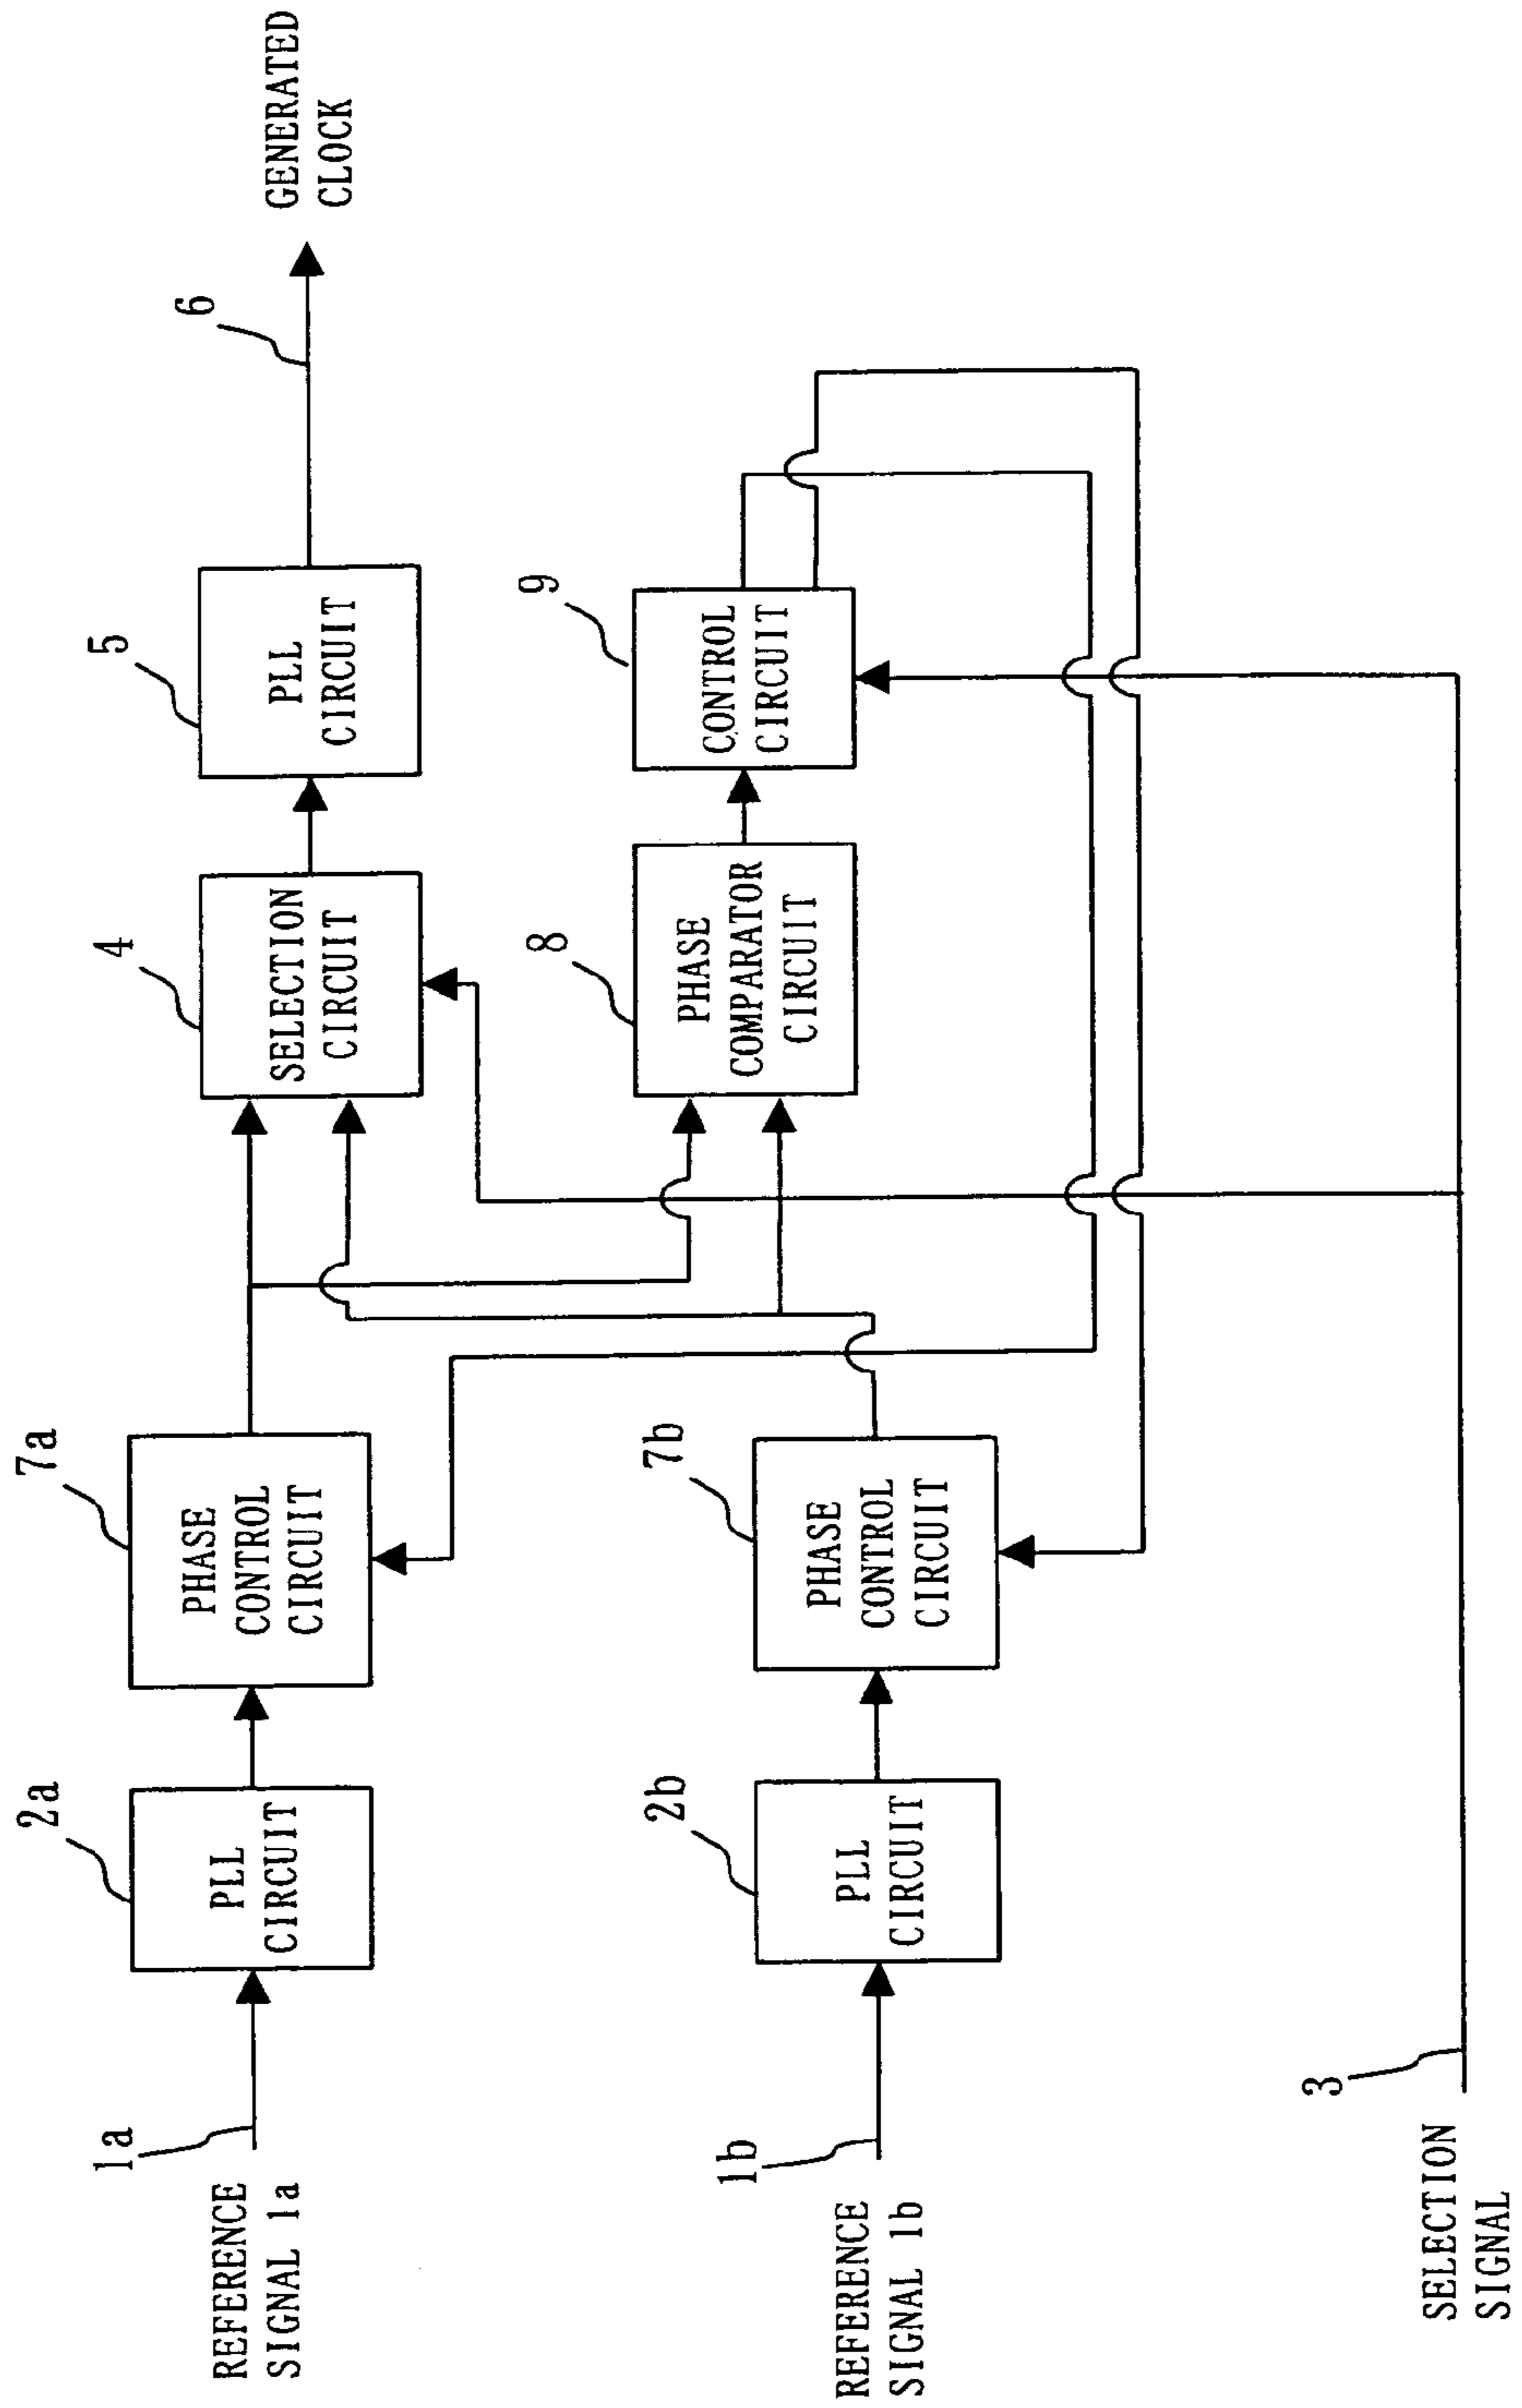 1a
REFERENCE
SIGNAL 1a
2a
PLL
CIRCUIT
7a
PHASE
CONTROL
CIRCUIT
4
SELECTION
CIRCUIT
5
PLL
CIRCUIT
6
GENERATED
CLOCK
1b
REFERENCE
SIGNAL 1b
2b
PLL
CIRCUIT
7b
PHASE
CONTROL
CIRCUIT
8
PHASE
COMPARATOR
CIRCUIT
9
CONTROL
CIRCUIT
3
SELECTION
SIGNAL